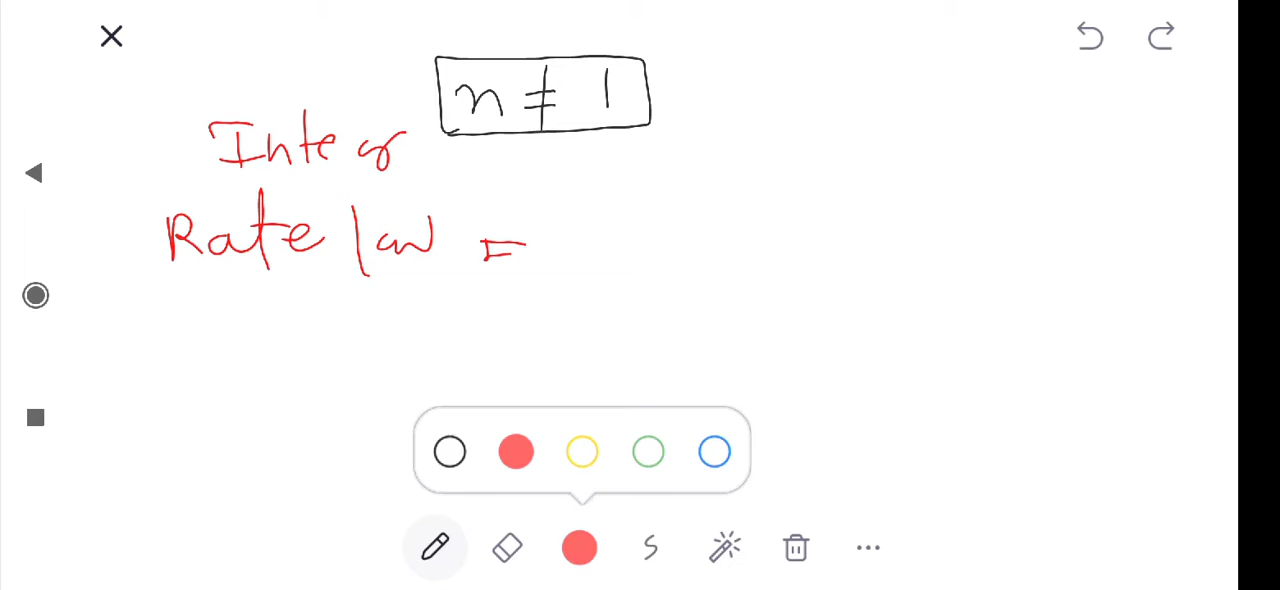 n ≠ 1
Integ
Rate law =